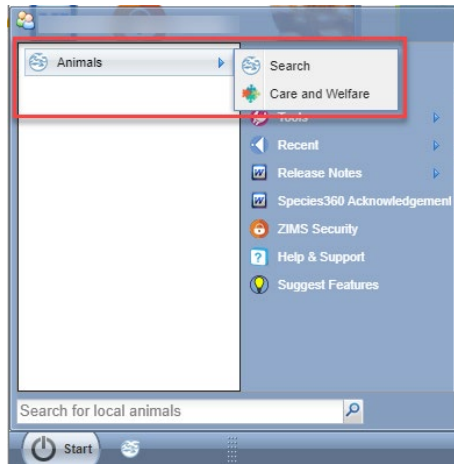 Animals
Search
Care and Welfare
Tools
Recent
Release Notes
Species360 Acknowledgement
ZIMS Security
Help & Support
Suggest Features
Search for local animals
Start